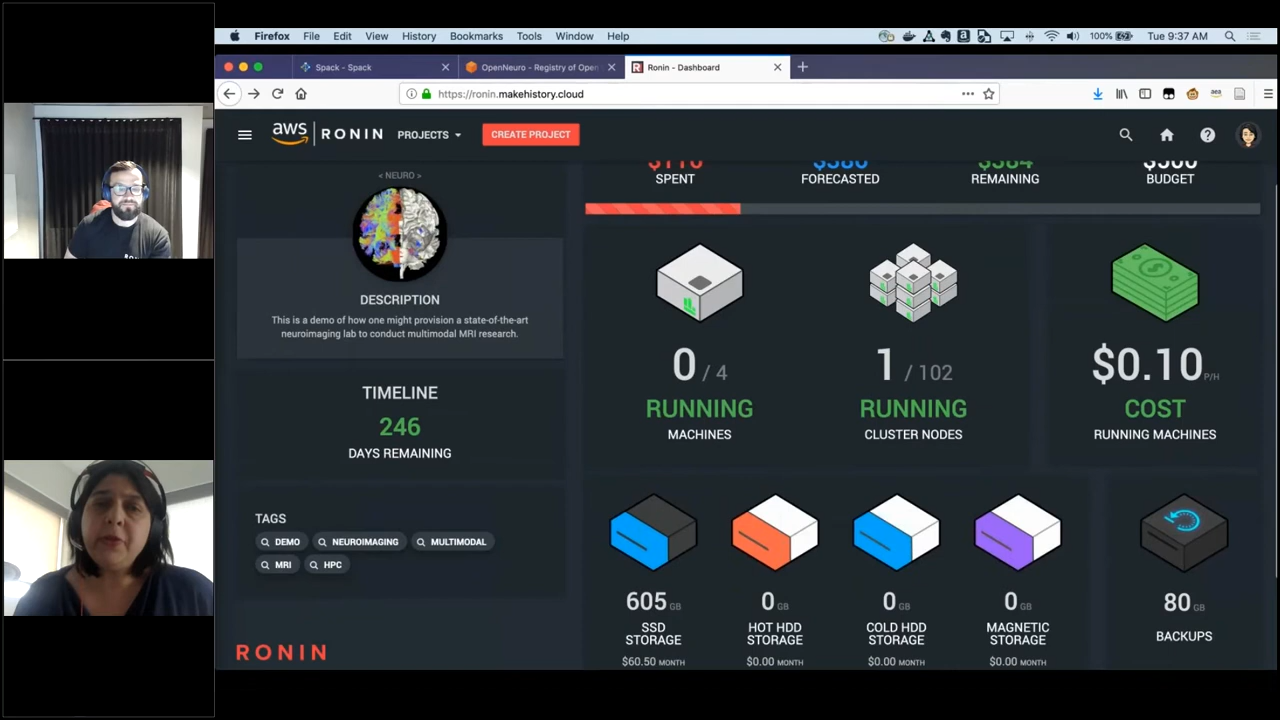 Firefox File Edit View History Bookmarks Tools Window Help 100% Tue 9:37 AM
Spack - Spack OpenNeuro - Registry of Open Ronin - Dashboard
https://ronin.makehistory.cloud
aws RONIN PROJECTS CREATE PROJECT
< NEURO >
SPENT FORECASTED REMAINING BUDGET
DESCRIPTION
This is a demo of how one might provision a state-of-the-art
neuroimaging lab to conduct multimodal MRI research.
0 / 4
RUNNING
MACHINES
1 / 102
RUNNING
CLUSTER NODES
$0.10 P/H
COST
RUNNING MACHINES
TIMELINE
246
DAYS REMAINING
TAGS
DEMO NEUROIMAGING MULTIMODAL
MRI HPC
605 GB
SSD
STORAGE
$60.50 MONTH
0 GB
HOT HDD
STORAGE
$0.00 MONTH
0 GB
COLD HDD
STORAGE
$0.00 MONTH
0 GB
MAGNETIC
STORAGE
$0.00 MONTH
80 GB
BACKUPS
RONIN